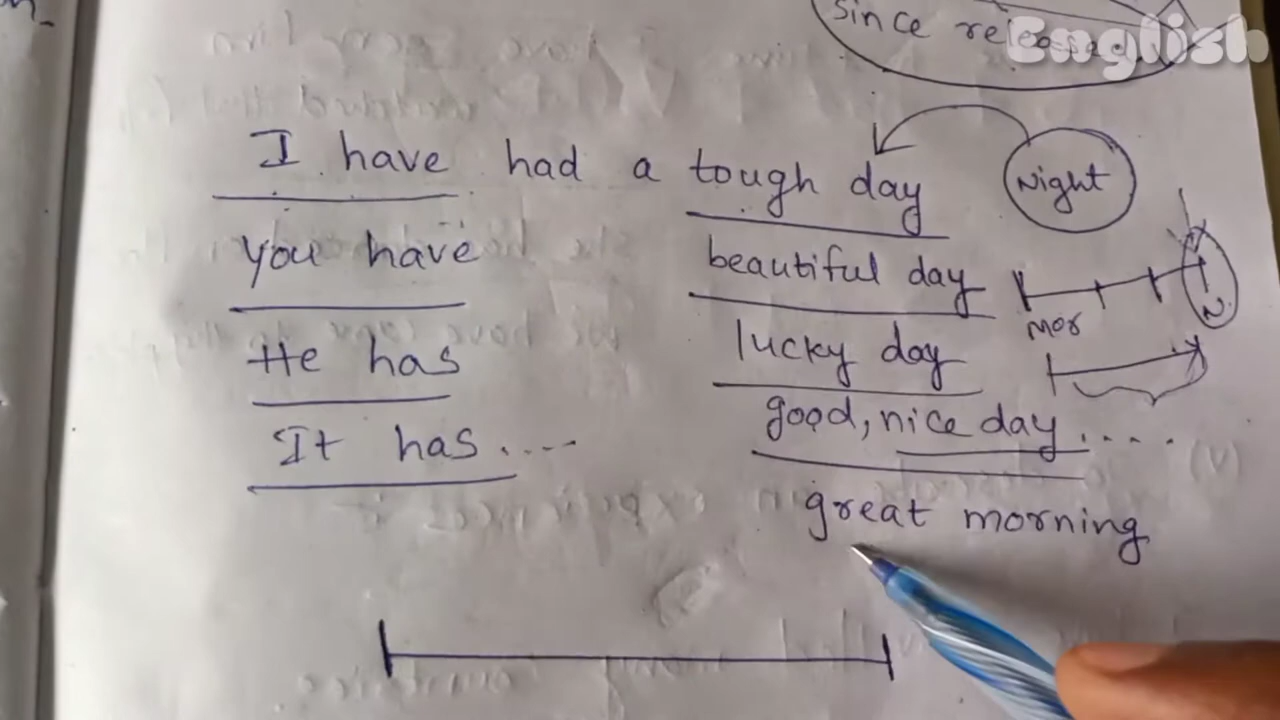 since released
English
I have had a tough day
Night
you have
beautiful day
Mor
N.
He has
lucky day
It has....
good, nice day....
great morning